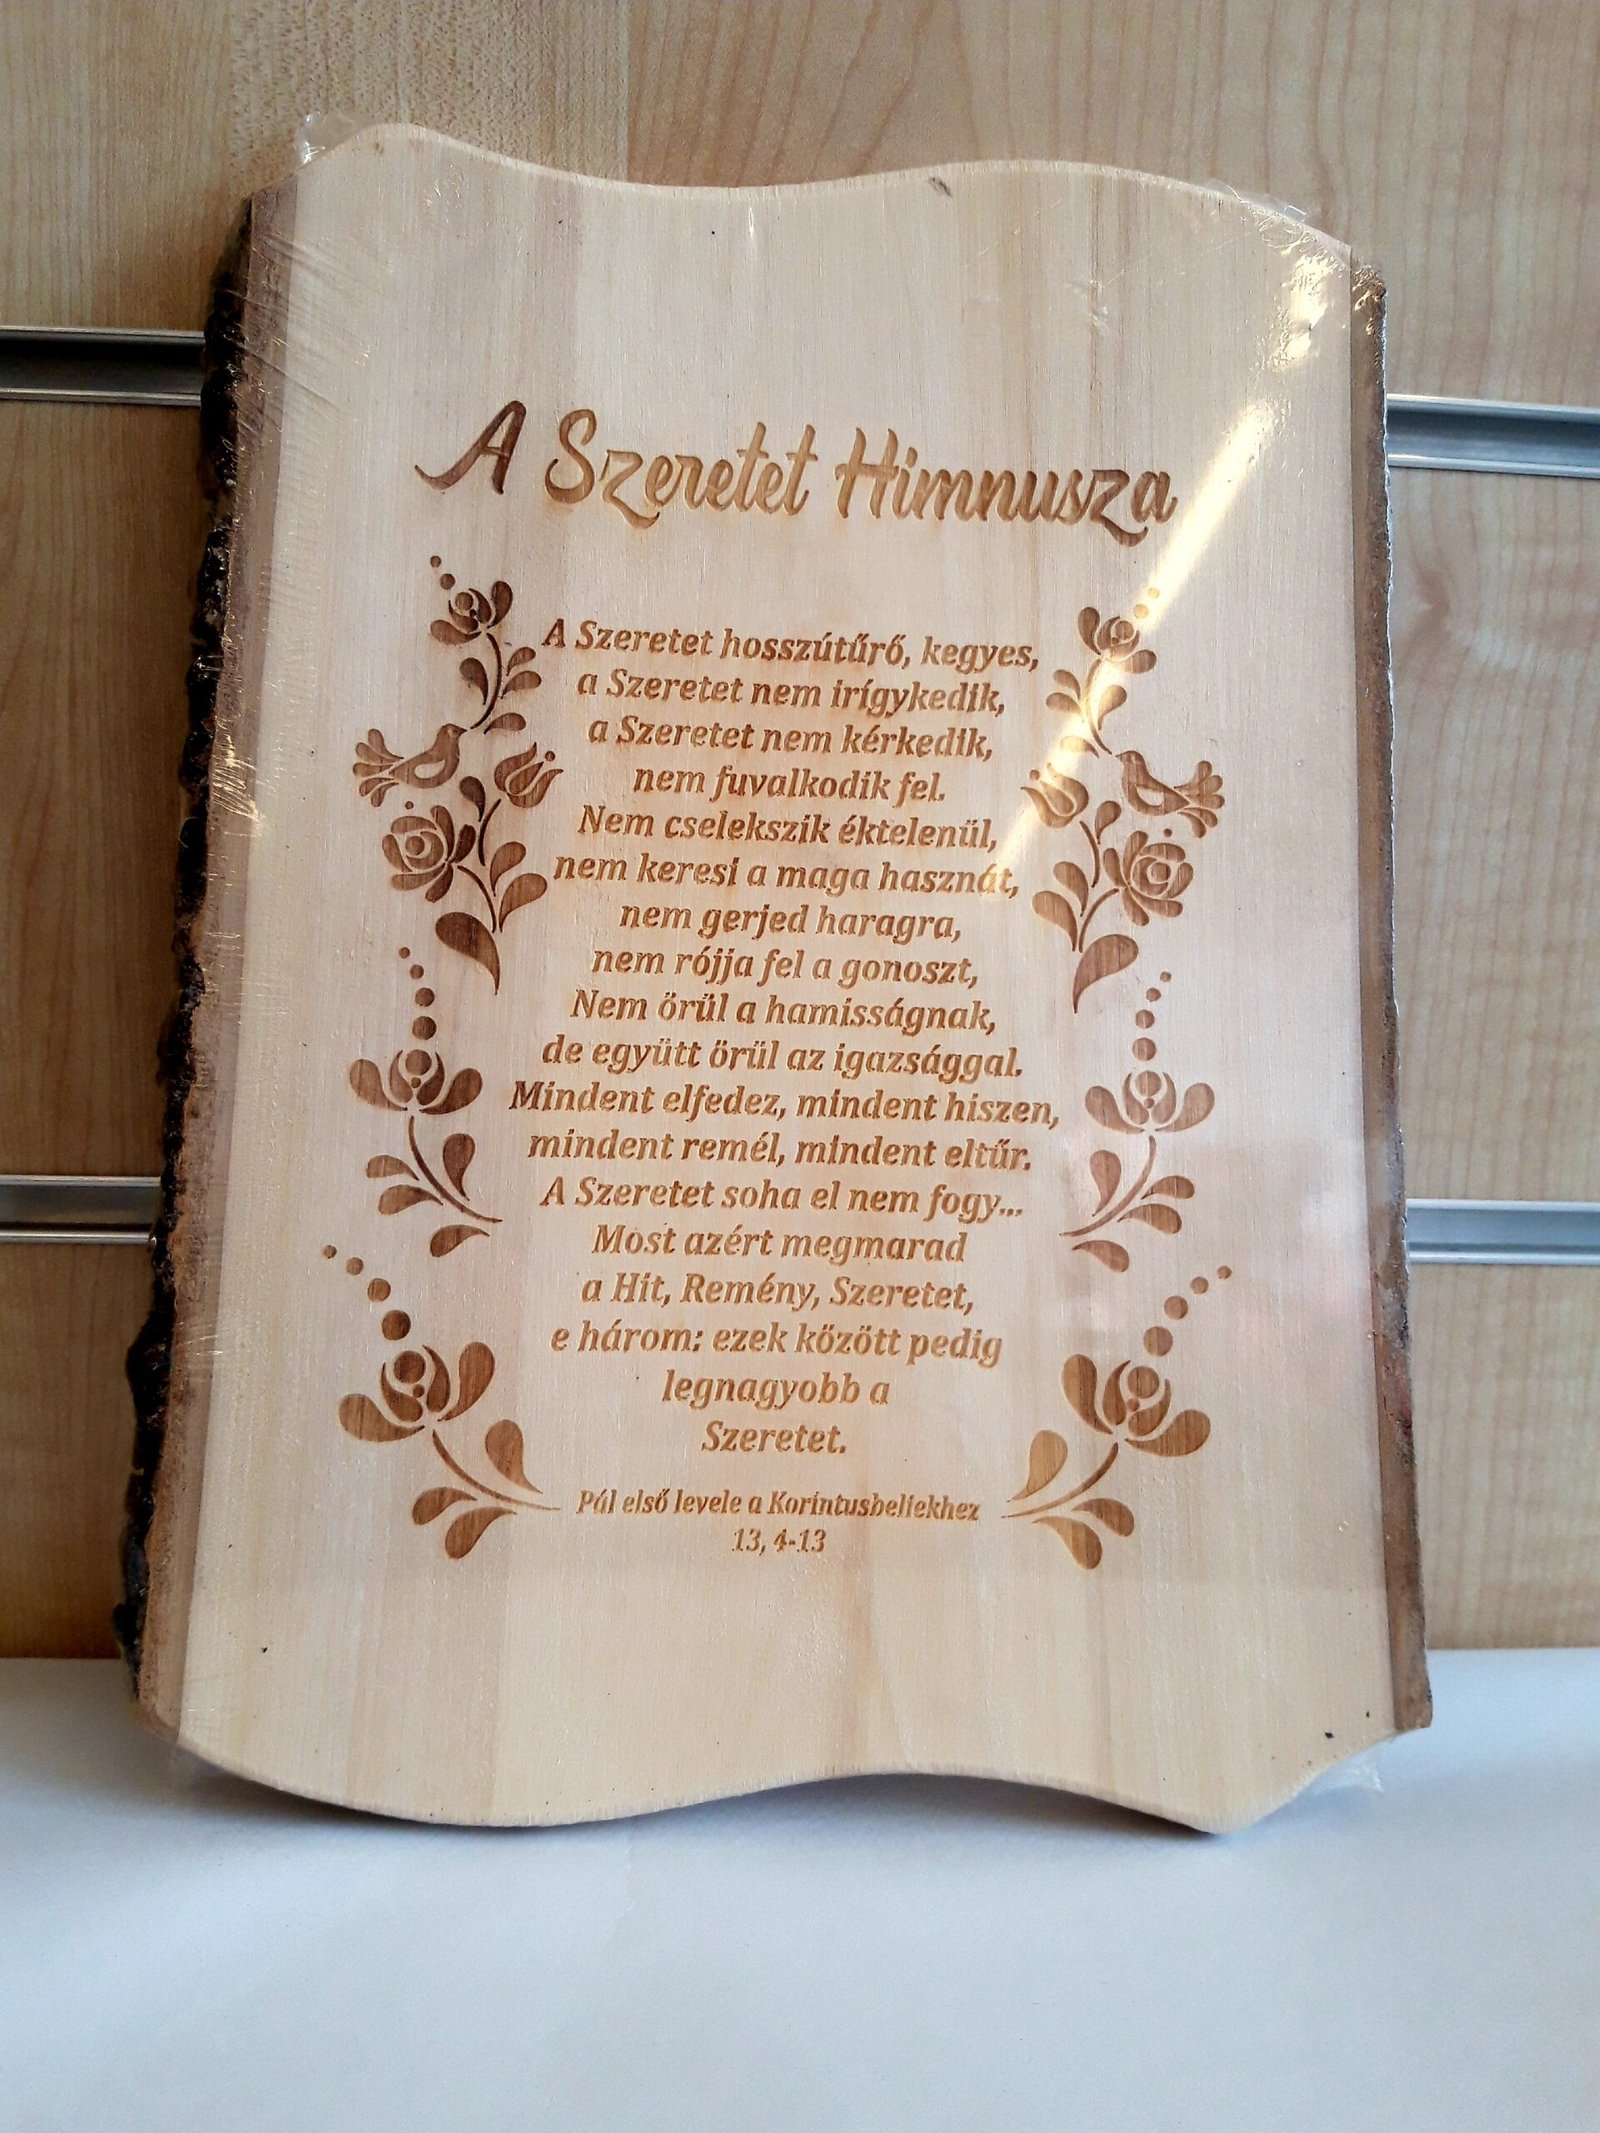 A Szeretet Himnusza
A Szeretet hosszútűrő, kegyes,
a Szeretet nem irígykedik,
a Szeretet nem kérkedik,
nem fuvalkodik fel.
Nem cselekszik éktelenül,
nem keresi a maga hasznát,
nem gerjed haragra,
nem rójja fel a gonoszt,
Nem örül a hamisságnak,
de együtt örül az igazsággal.
Mindent elfedez, mindent hiszen,
mindent remél, mindent eltűr.
A Szeretet soha el nem fogy...
Most azért megmarad
a Hit, Remény, Szeretet,
e három: ezek között pedig
legnagyobb a
Szeretet.
Pál első levele a Korintusbeliekhez
13, 4-13